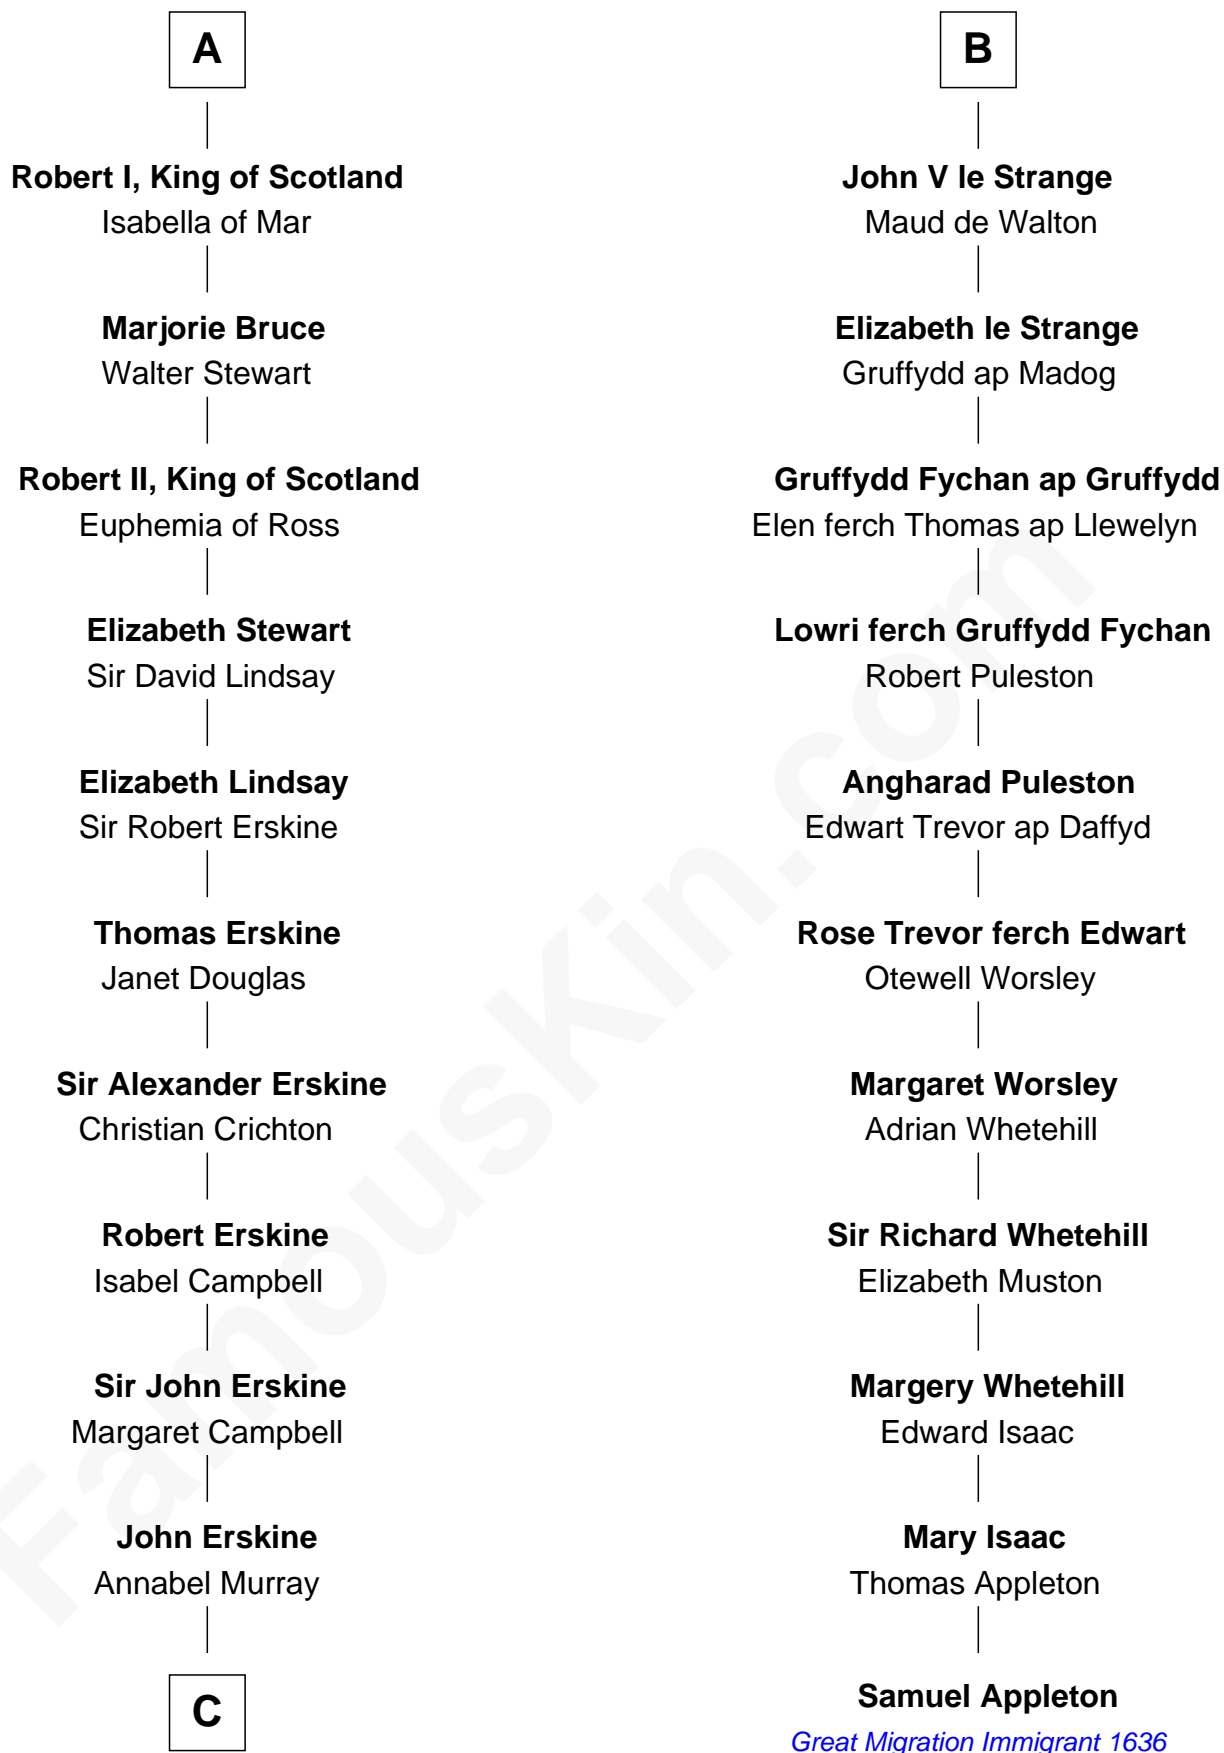 A
Robert I, King of Scotland
Isabella of Mar
Marjorie Bruce
Walter Stewart
Robert II, King of Scotland
Euphemia of Ross
Elizabeth Stewart
Sir David Lindsay
Elizabeth Lindsay
Sir Robert Erskine
Thomas Erskine
Janet Douglas
Sir Alexander Erskine
Christian Crichton
Robert Erskine
Isabel Campbell
Sir John Erskine
Margaret Campbell
John Erskine
Annabel Murray
C
B
John V le Strange
Maud de Walton
Elizabeth le Strange
Gruffydd ap Madog
Gruffydd Fychan ap Gruffydd
Elen ferch Thomas ap Llewelyn
Lowri ferch Gruffydd Fychan
Robert Puleston
Angharad Puleston
Edwart Trevor ap Daffyd
Rose Trevor ferch Edwart
Otewell Worsley
Margaret Worsley
Adrian Whetehill
Sir Richard Whetehill
Elizabeth Muston
Margery Whetehill
Edward Isaac
Mary Isaac
Thomas Appleton
Samuel Appleton
Great Migration Immigrant 1636
FamousKin.com